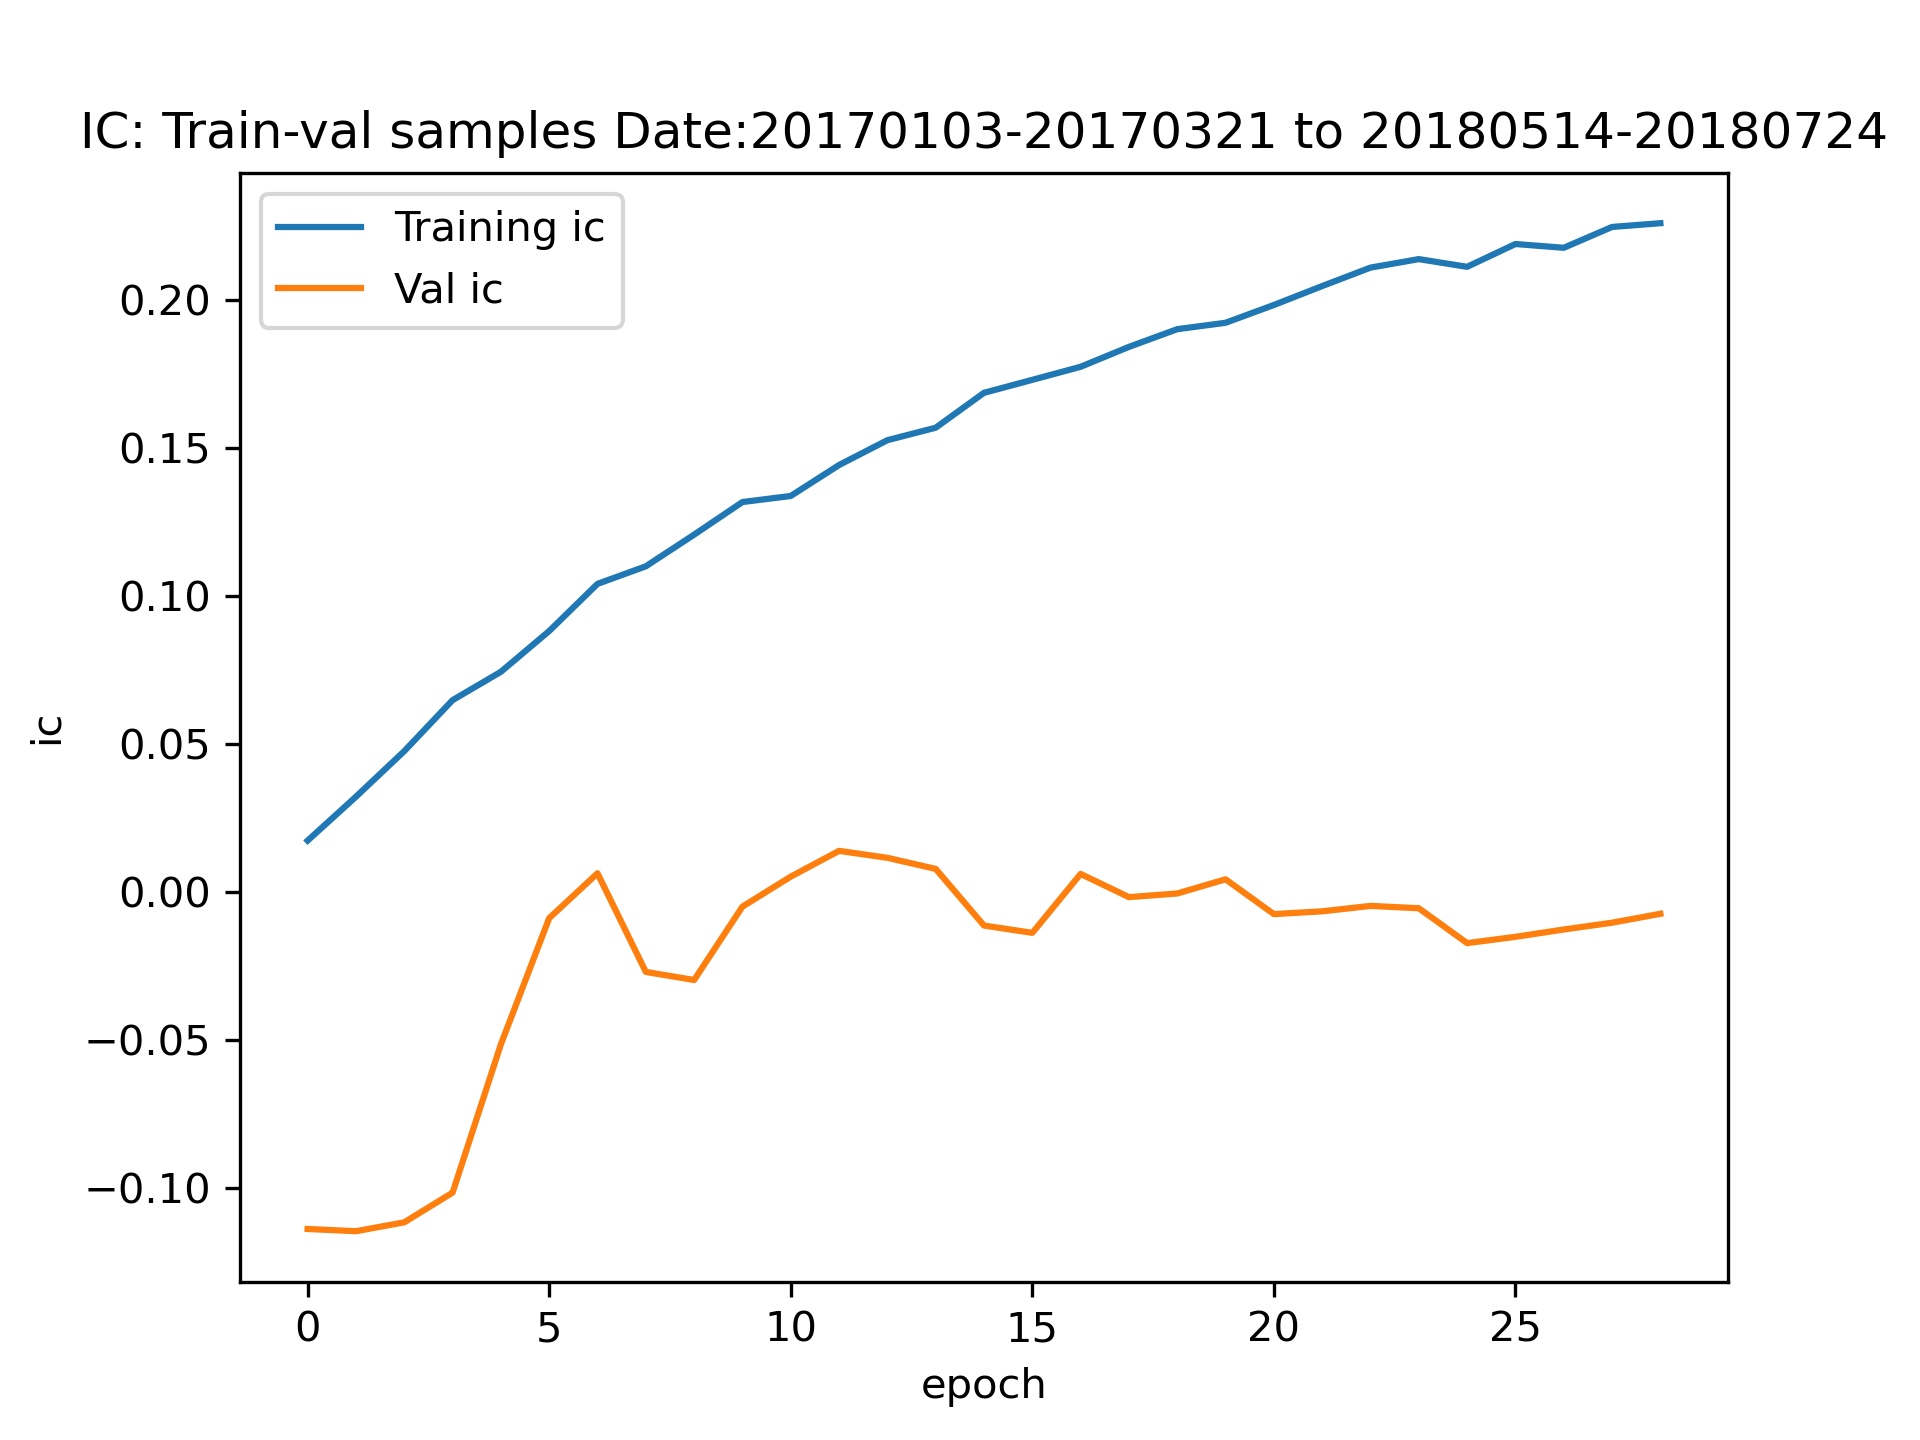 IC: Train-val samples Date:20170103-20170321 to 20180514-20180724
Training ic
Val ic
0.20
0.15
0.10
0.05
0.00
−0.05
−0.10
ic
0 5 10 15 20 25
epoch